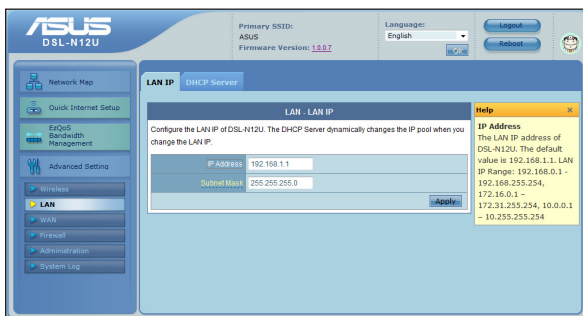 ASUS
DSL-N12U
Primary SSID:
ASUS
Firmware Version: 1.0.0.7
Language:
English
OK
Logout
Reboot
Network Map
Quick Internet Setup
EzQoS
Bandwidth
Management
Advanced Setting
Wireless
LAN
WAN
Firewall
Administration
System Log
LAN IP
DHCP Server
LAN - LAN IP
Configure the LAN IP of DSL-N12U. The DHCP Server dynamically changes the IP pool when you
change the LAN IP.
IP Address 192.168.1.1
Subnet Mask 255.255.255.0
Apply
Help ×
IP Address
The LAN IP address of
DSL-N12U. The default
value is 192.168.1.1. LAN
IP Range: 192.168.0.1 -
192.168.255.254,
172.16.0.1 –
172.31.255.254, 10.0.0.1
– 10.255.255.254